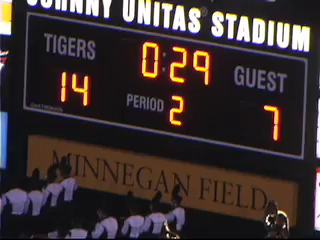 JOHNNY UNITAS STADIUM
TIGERS 0:29 GUEST
14 PERIOD 2 7
MINNEGAN FIELD